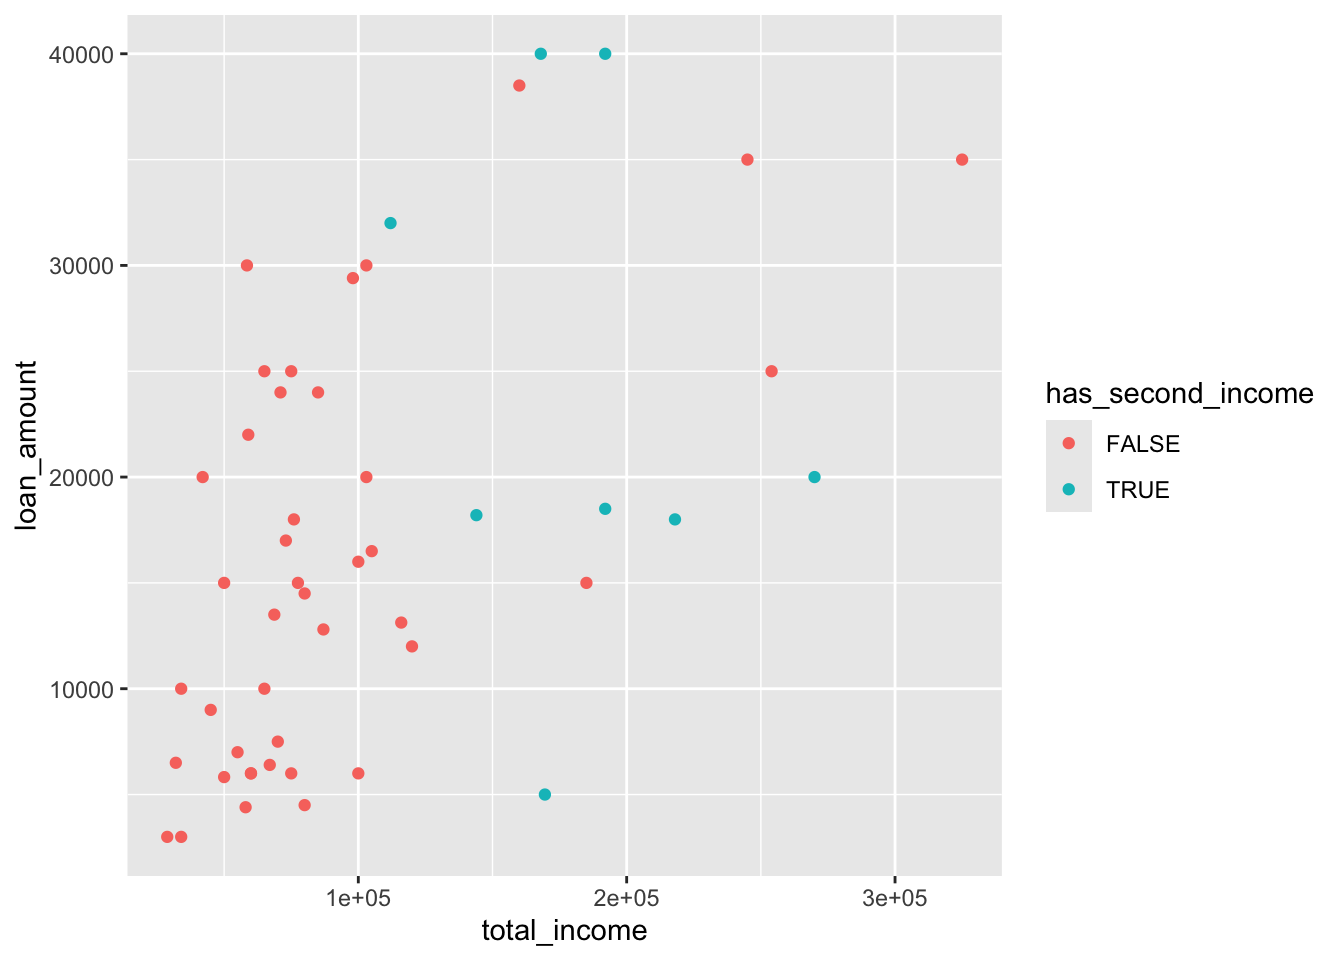 40000
30000
20000
10000
loan_amount
1e+05
2e+05
3e+05
total_income
has_second_income
FALSE
TRUE